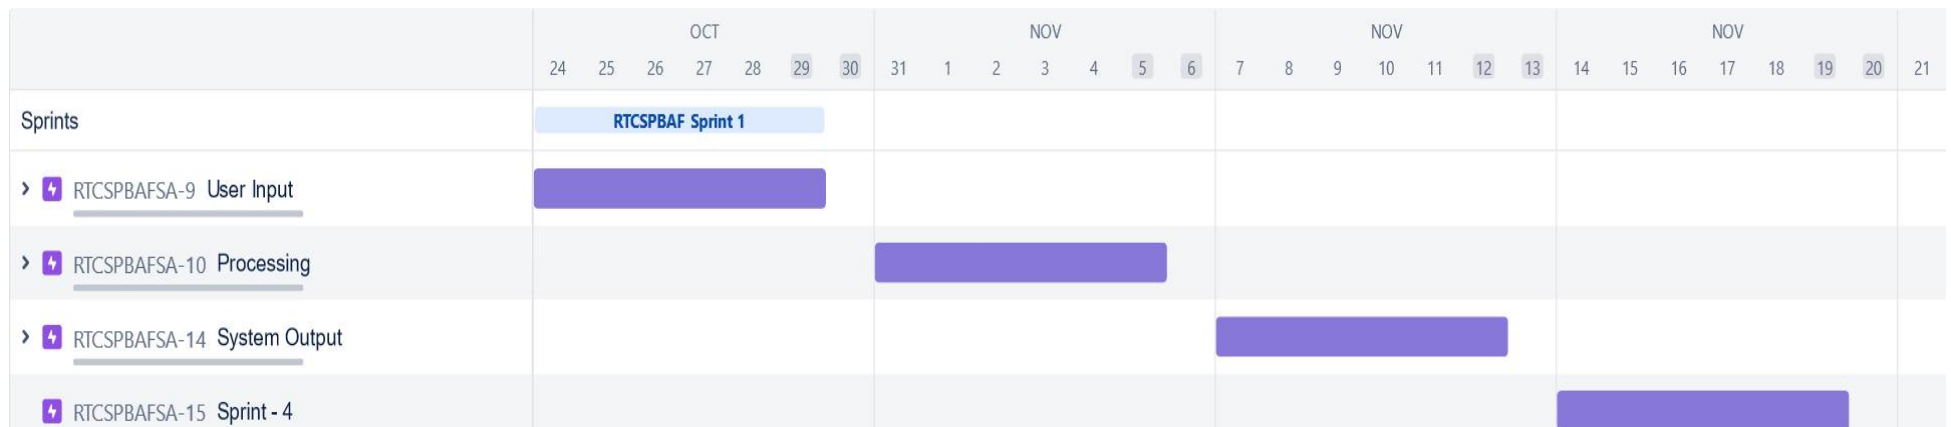 OCT NOV NOV NOV
24 25 26 27 28 29 30 31 1 2 3 4 5 6 7 8 9 10 11 12 13 14 15 16 17 18 19 20 21
Sprints RTCSPBAF Sprint 1
RTCSPBAFSA-9 User Input
RTCSPBAFSA-10 Processing
RTCSPBAFSA-14 System Output
RTCSPBAFSA-15 Sprint - 4